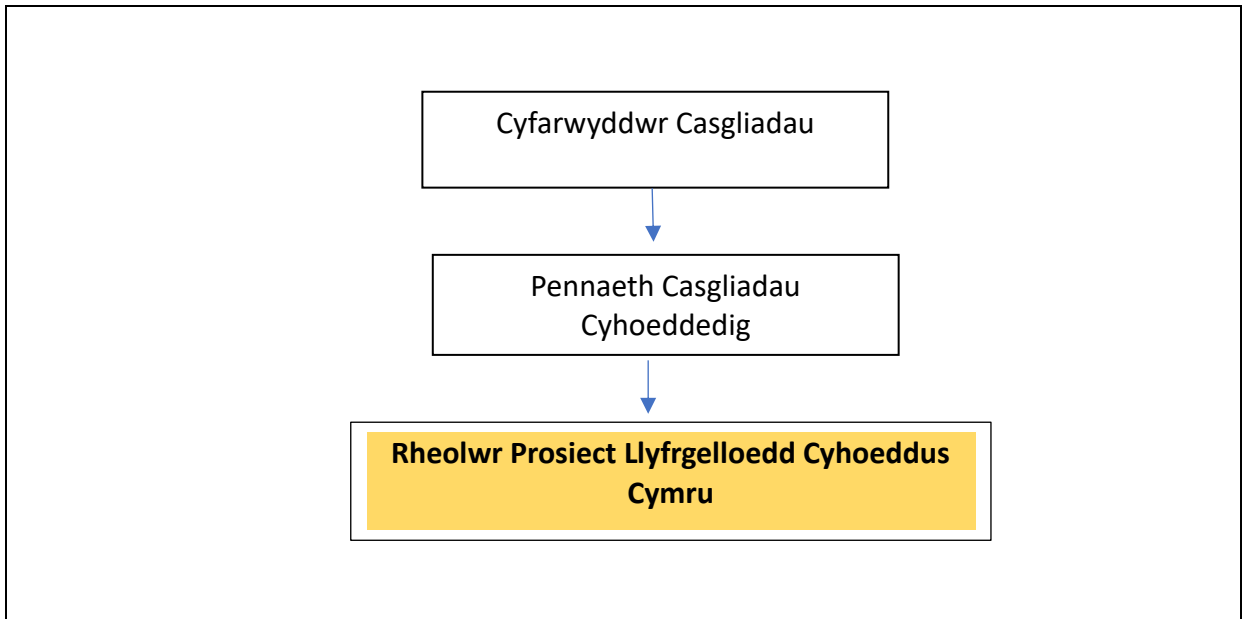 Cyfarwyddwr Casgliadau
Pennaeth Casgliadau
Cyhoeddedig
Rheolwr Prosiect Llyfrgelloedd Cyhoeddus
Cymru